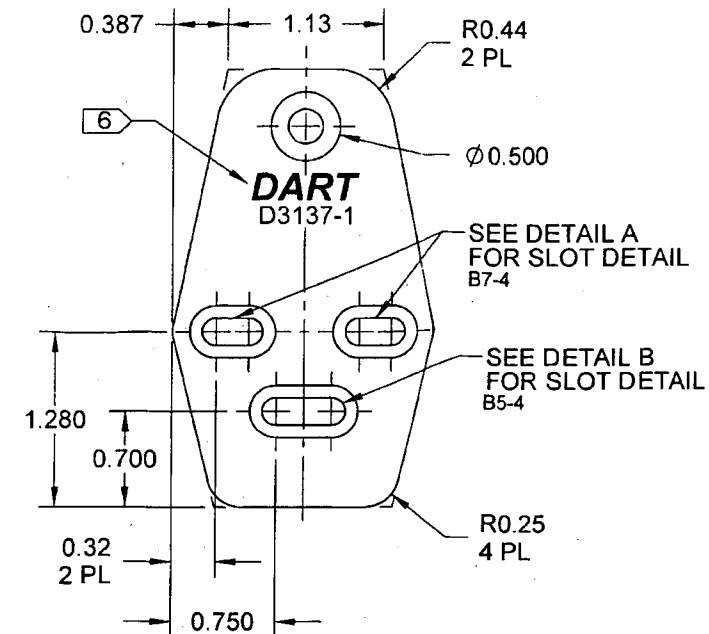 0.387
1.13
R0.44
2 PL
6
Ø0.500
DART
D3137-1
SEE DETAIL A
FOR SLOT DETAIL
B7-4
SEE DETAIL B
FOR SLOT DETAIL
B5-4
1.280
0.700
R0.25
4 PL
0.32
2 PL
0.750